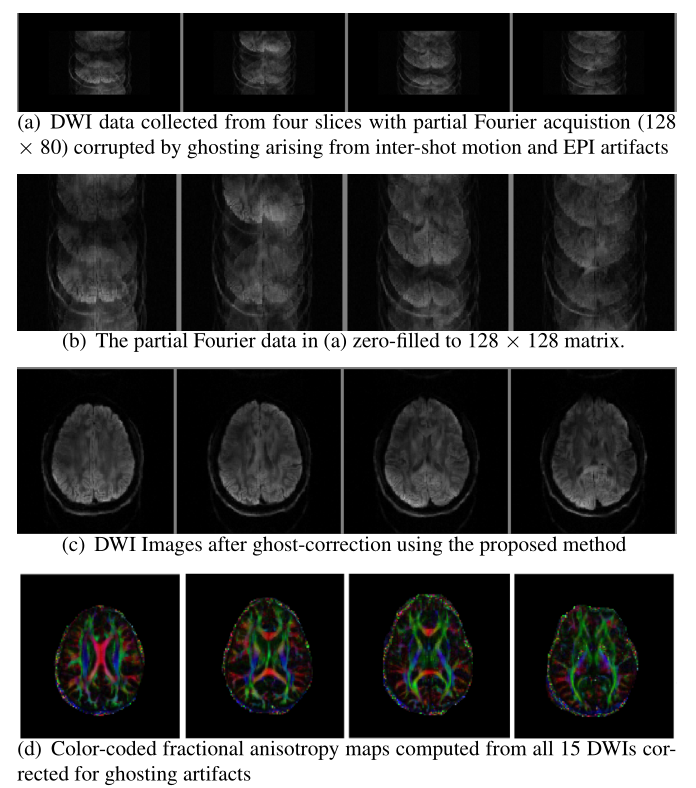 (a) DWI data collected from four slices with partial Fourier acquistion (128
× 80) corrupted by ghosting arising from inter-shot motion and EPI artifacts
(b) The partial Fourier data in (a) zero-filled to 128 × 128 matrix.
(c) DWI Images after ghost-correction using the proposed method
(d) Color-coded fractional anisotropy maps computed from all 15 DWIs cor-
rected for ghosting artifacts